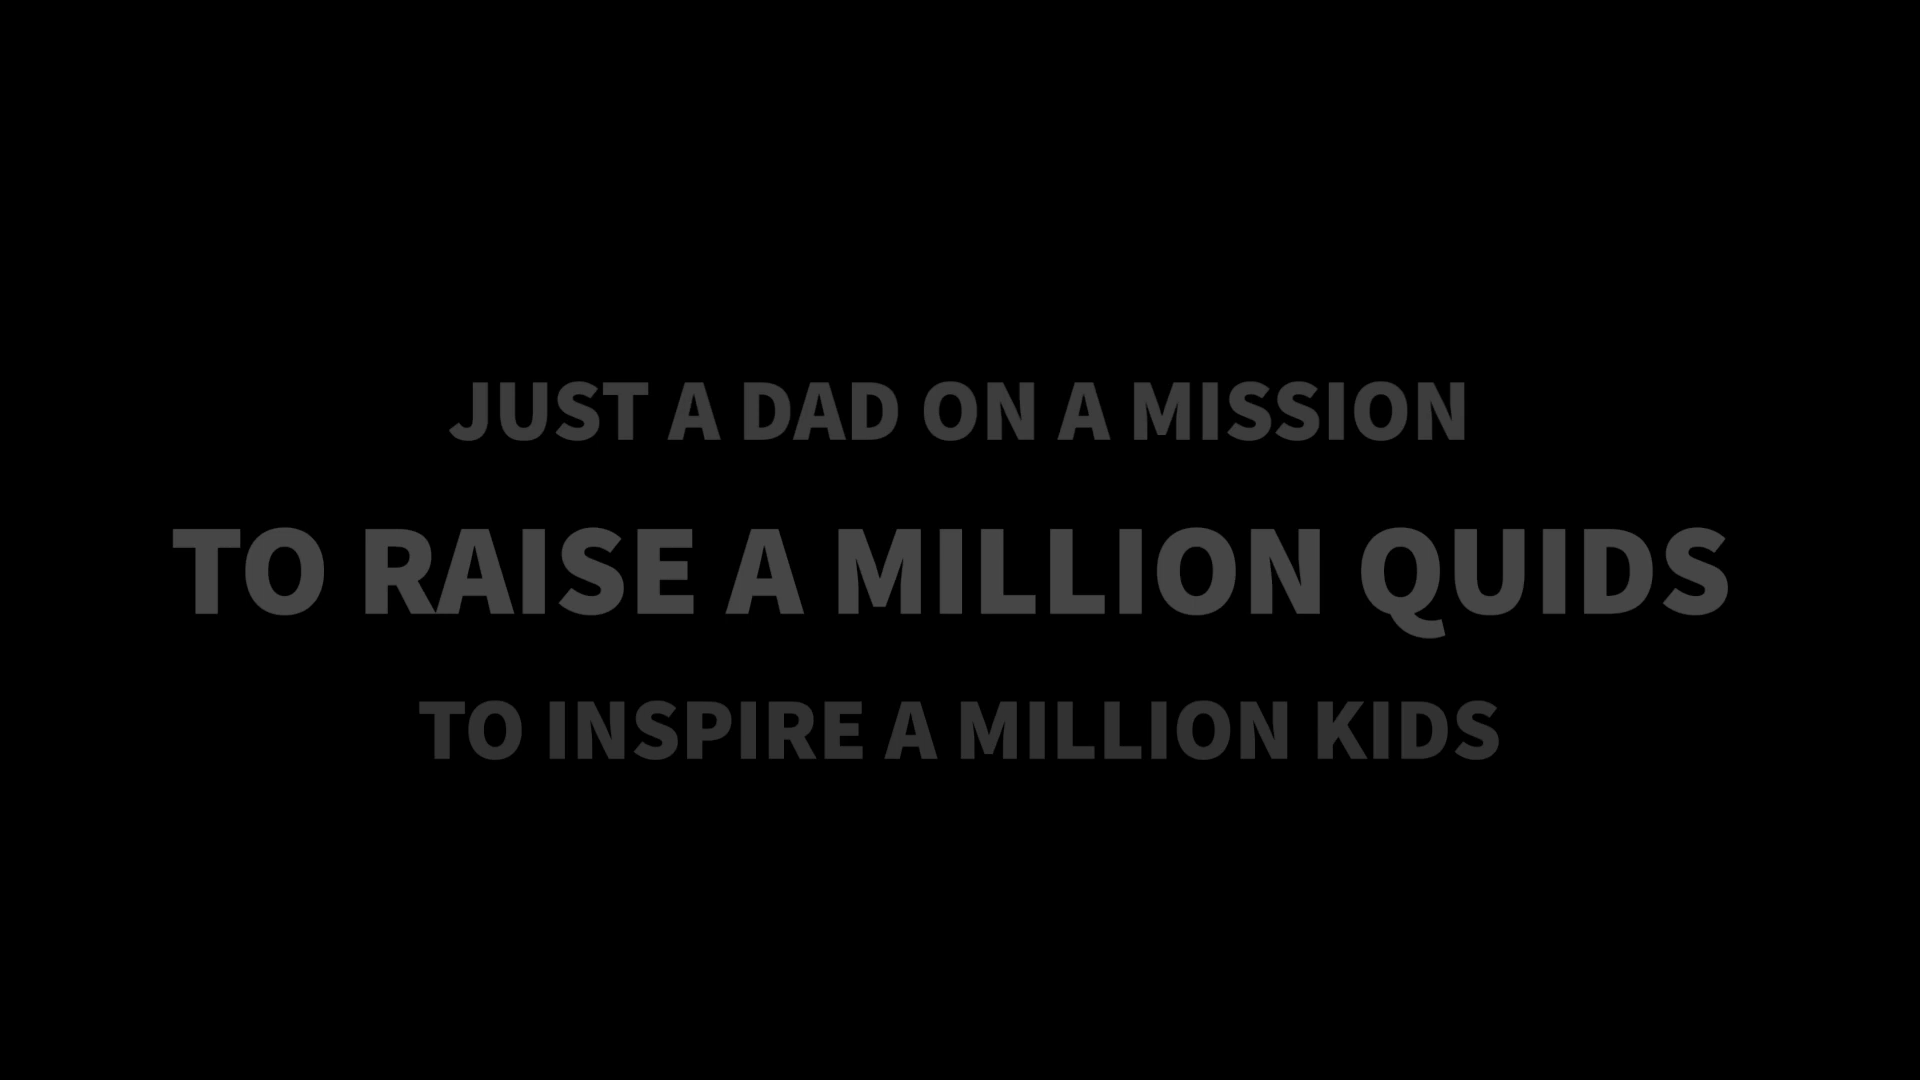 JUST A DAD ON A MISSION
TO RAISE A MILLION QUIDS
TO INSPIRE A MILLION KIDS